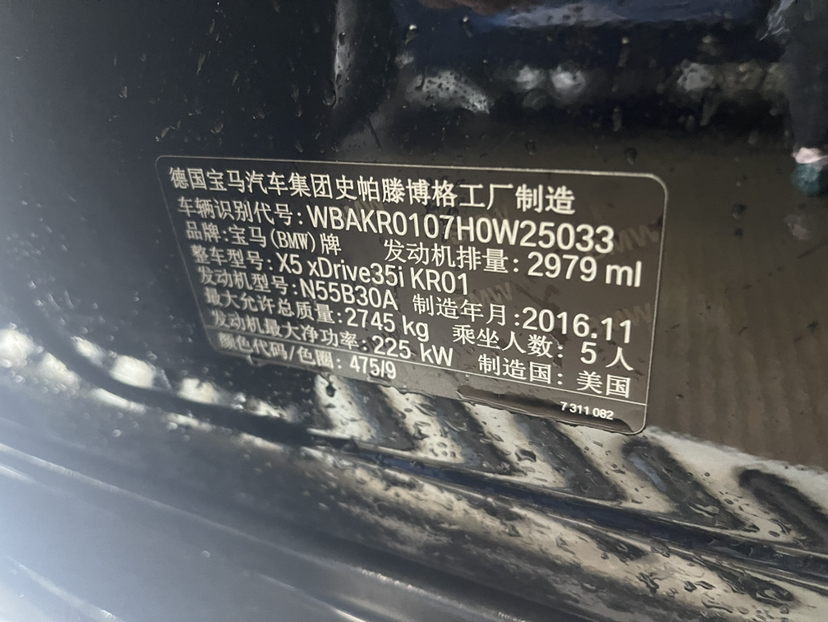 德国宝马汽车集团史帕滕博格工厂制造
车辆识别代号: WBAKR0107H0W25033
品牌: 宝马(BMW)牌 发动机排量: 2979 ml
整车型号: X5 xDrive35i KR01
发动机型号: N55B30A 制造年月: 2016.11
最大允许总质量: 2745 kg 乘坐人数: 5 人
发动机最大净功率: 225 kW 制造国: 美国
颜色代码/色圈: 475/9
7 311 082